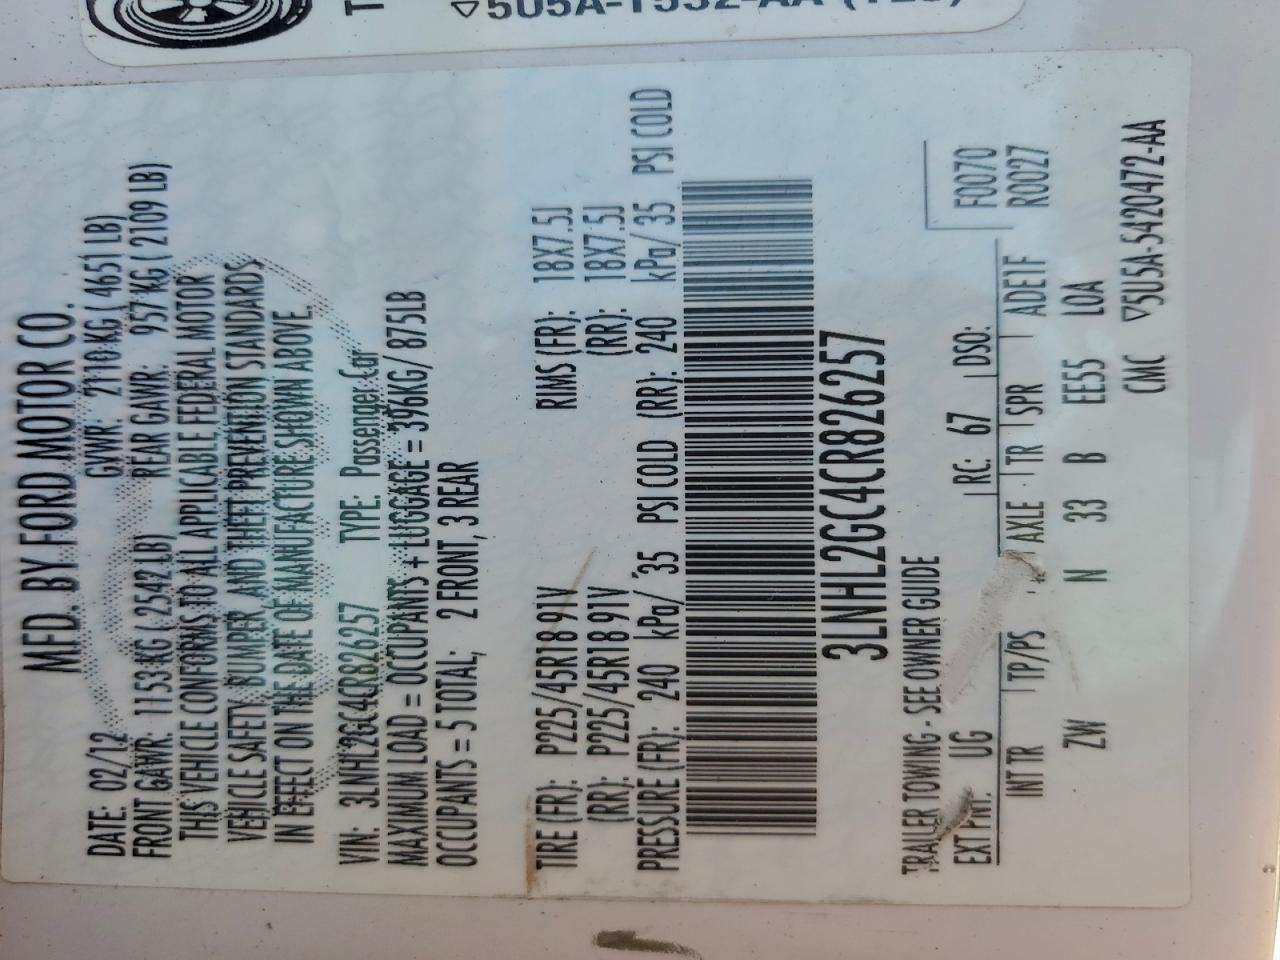 T
▽5U5A-1532-AA
MFD. BY FORD MOTOR CO.
DATE: 02/12 GVWR: 2110 KG ( 4651 LB)
FRONT GAWR: 1153 KG ( 2542 LB) REAR GAWR: 957 KG ( 2109 LB)
THIS VEHICLE CONFORMS TO ALL APPLICABLE FEDERAL MOTOR
VEHICLE SAFETY, BUMPER, AND THEFT PREVENTION STANDARDS
IN EFFECT ON THE DATE OF MANUFACTURE SHOWN ABOVE.
VIN: 3LNHL2GC4CR826257 TYPE: Passenger Car
MAXIMUM LOAD = OCCUPANTS + LUGGAGE = 396KG/ 875LB
OCCUPANTS = 5 TOTAL; 2 FRONT, 3 REAR
TIRE (FR): P225/45R18 91V RIMS (FR): 18X7.5J
(RR): P225/45R18 91V (RR): 18X7.5J
PRESSURE (FR): 240 kPa/ 35 PSI COLD (RR): 240 kPa/ 35 PSI COLD
3LNHL2GC4CR826257
TRAILER TOWING - SEE OWNER GUIDE
EXT PNT: UG RC: 67 DSO: F0070
INT TR TP/PS AXLE TR SPR ADE1F R0027
ZW N 33 B EE55 LOA
CMC ▽5U5A-5420472-AA